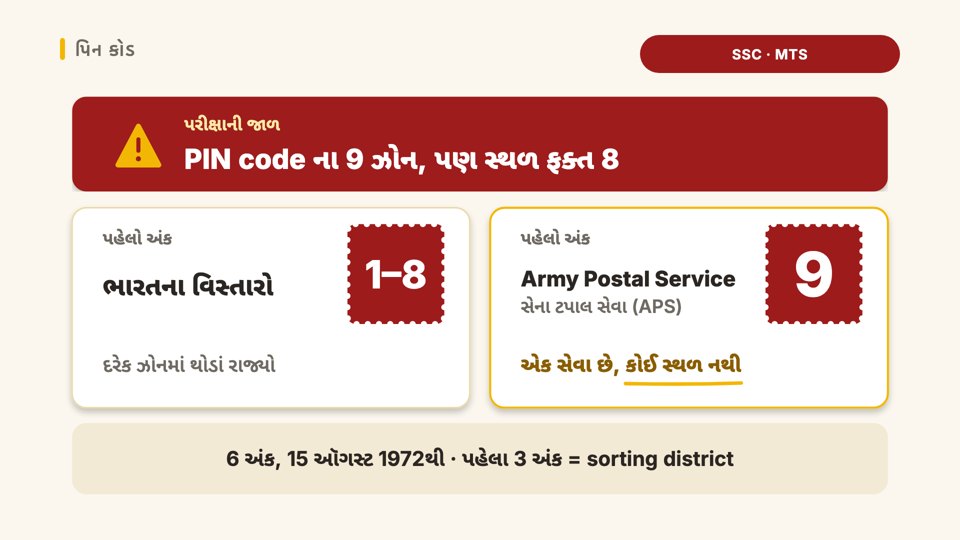 પિન કોડ
SSC · MTS
પરીક્ષાની જાળ
PIN code ના 9 ઝોન, પણ સ્થળ ફક્ત 8
પહેલો અંક
ભારતના વિસ્તારો
1–8
દરેક ઝોનમાં થોડાં રાજ્યો
પહેલો અંક
Army Postal Service
સેના ટપાલ સેવા (APS)
9
એક સેવા છે, કોઈ સ્થળ નથી
6 અંક, 15 ઑગસ્ટ 1972થી · પહેલા 3 અંક = sorting district